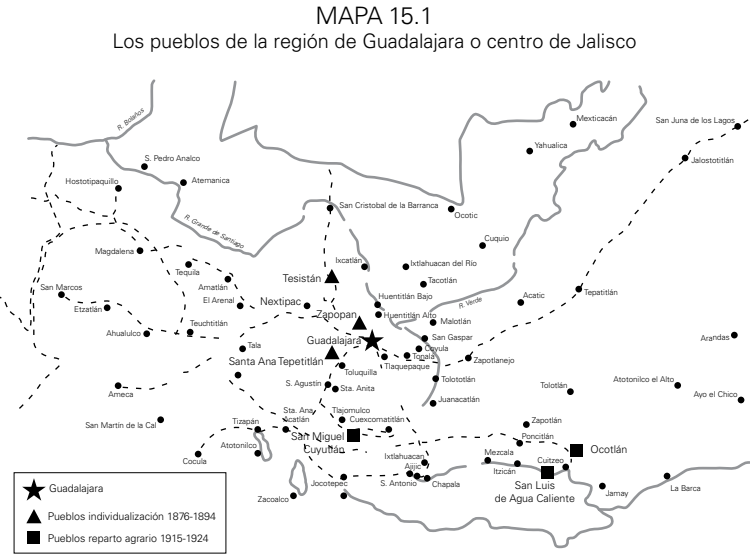 MAPA 15.1
Los pueblos de la región de Guadalajara o centro de Jalisco
R. Bolaños
Mexticacán
San Juna de los Lagos
Yahualica
S. Pedro Analco
Jalostotitlán
Hostotipaquillo
Atemanica
San Cristobal de la Barranca
Ocotic
R. Grande de Santiago
Cuquio
Magdalena
Ixcatlán
Ixtlahuacan del Río
Tequila
Tesistán
Tacotlán
Amatlán
San Marcos
Tepatitlán
Huentitlán Bajo
El Arenal
Nextipac
R. Verde
Acatic
Etzatlán
Zapopan
Huentitlán Alto
Malotlán
Teuchtitlán
Ahualulco
Guadalajara
San Gaspar
Arandas
Tala
Coyula
Tonala
Zapotlanejo
Santa Ana Tepetitlán
Tlaquepaque
Toluquilla
Tolototlán
S. Agustin
Sta. Anita
Tolotlán
Atotonilco el Alto
Ameca
Ayo el Chico
Juanacatlán
Sta. Ana
Acatlán
Tlajomulco
Cuexcomatitlán
San Martín de la Cal
Tizapán
Zapotlán
San Miguel
Cuyutlán
Poncitlán
Atotonilco
Ocotlán
Ixtlahuacan
Mezcala
Cocula
Ajijic
Itzicán
Cuitzeo
Jocotepec
S. Antonio
Chapala
San Luis
de Agua Caliente
Jamay
La Barca
Zacoalco
Guadalajara
Pueblos individualización 1876-1894
Pueblos reparto agrario 1915-1924